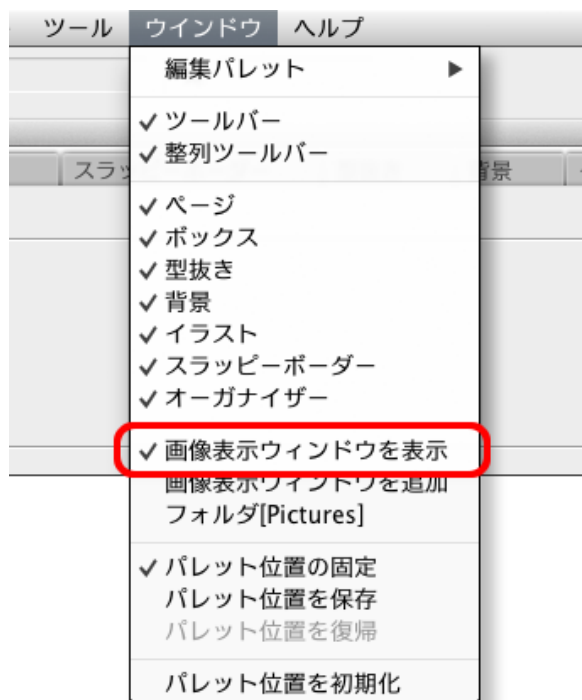 ツール ウインドウ ヘルプ
編集パレット
ツールバー
整列ツールバー
スラッ
背景
ページ
ボックス
型抜き
背景
イラスト
スラッピーボーダー
オーガナイザー
画像表示ウィンドウを表示
画像表示ウィンドウを追加
フォルダ[Pictures]
パレット位置の固定
パレット位置を保存
パレット位置を復帰
パレット位置を初期化